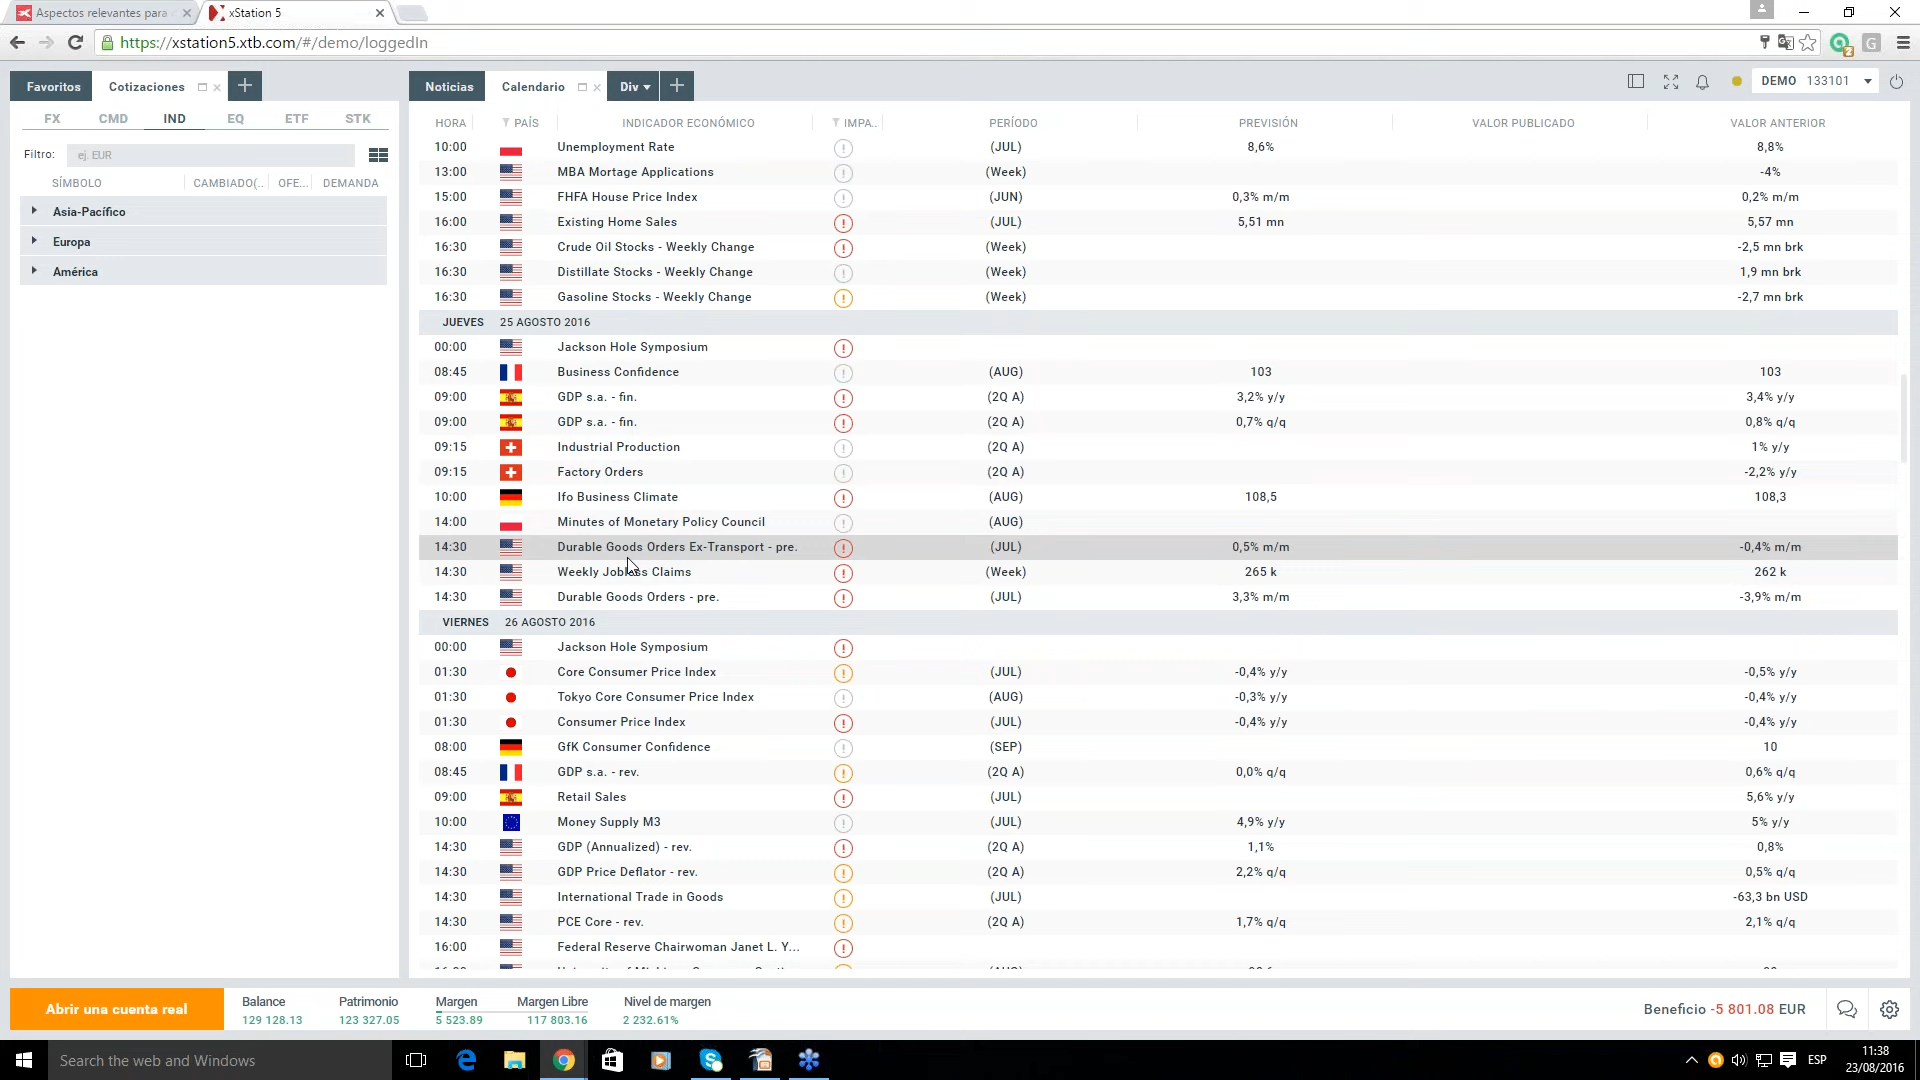 Aspectos relevantes para
xStation 5
https://xstation5.xtb.com/#/demo/loggedIn
Favoritos Cotizaciones
Noticias Calendario Div
DEMO 133101
FX CMD IND EQ ETF STK
Filtro: ej. EUR
SÍMBOLO CAMBIADO(.. OFE... DEMANDA
Asia-Pacífico
Europa
América
HORA PAÍS INDICADOR ECONÓMICO IMPA.. PERÍODO PREVISIÓN VALOR PUBLICADO VALOR ANTERIOR
10:00 Unemployment Rate (JUL) 8,6% 8,8%
13:00 MBA Mortage Applications (Week) -4%
15:00 FHFA House Price Index (JUN) 0,3% m/m 0,2% m/m
16:00 Existing Home Sales (JUL) 5,51 mn 5,57 mn
16:30 Crude Oil Stocks - Weekly Change (Week) -2,5 mn brk
16:30 Distillate Stocks - Weekly Change (Week) 1,9 mn brk
16:30 Gasoline Stocks - Weekly Change (Week) -2,7 mn brk
JUEVES 25 AGOSTO 2016
00:00 Jackson Hole Symposium
08:45 Business Confidence (AUG) 103 103
09:00 GDP s.a. - fin. (2Q A) 3,2% y/y 3,4% y/y
09:00 GDP s.a. - fin. (2Q A) 0,7% q/q 0,8% q/q
09:15 Industrial Production (2Q A) 1% y/y
09:15 Factory Orders (2Q A) -2,2% y/y
10:00 Ifo Business Climate (AUG) 108,5 108,3
14:00 Minutes of Monetary Policy Council (AUG)
14:30 Durable Goods Orders Ex-Transport - pre. (JUL) 0,5% m/m -0,4% m/m
14:30 Weekly Jobless Claims (Week) 265 k 262 k
14:30 Durable Goods Orders - pre. (JUL) 3,3% m/m -3,9% m/m
VIERNES 26 AGOSTO 2016
00:00 Jackson Hole Symposium
01:30 Core Consumer Price Index (JUL) -0,4% y/y -0,5% y/y
01:30 Tokyo Core Consumer Price Index (AUG) -0,3% y/y -0,4% y/y
01:30 Consumer Price Index (JUL) -0,4% y/y -0,4% y/y
08:00 GfK Consumer Confidence (SEP) 10
08:45 GDP s.a. - rev. (2Q A) 0,0% q/q 0,6% q/q
09:00 Retail Sales (JUL) 5,6% y/y
10:00 Money Supply M3 (JUL) 4,9% y/y 5% y/y
14:30 GDP (Annualized) - rev. (2Q A) 1,1% 0,8%
14:30 GDP Price Deflator - rev. (2Q A) 2,2% q/q 0,5% q/q
14:30 International Trade in Goods (JUL) -63,3 bn USD
14:30 PCE Core - rev. (2Q A) 1,7% q/q 2,1% q/q
16:00 Federal Reserve Chairwoman Janet L. Y...
Abrir una cuenta real
Balance Patrimonio Margen Margen Libre Nivel de margen
129 128.13 123 327.05 5 523.89 117 803.16 2 232.61%
Beneficio -5 801.08 EUR
Search the web and Windows
ESP
11:38
23/08/2016